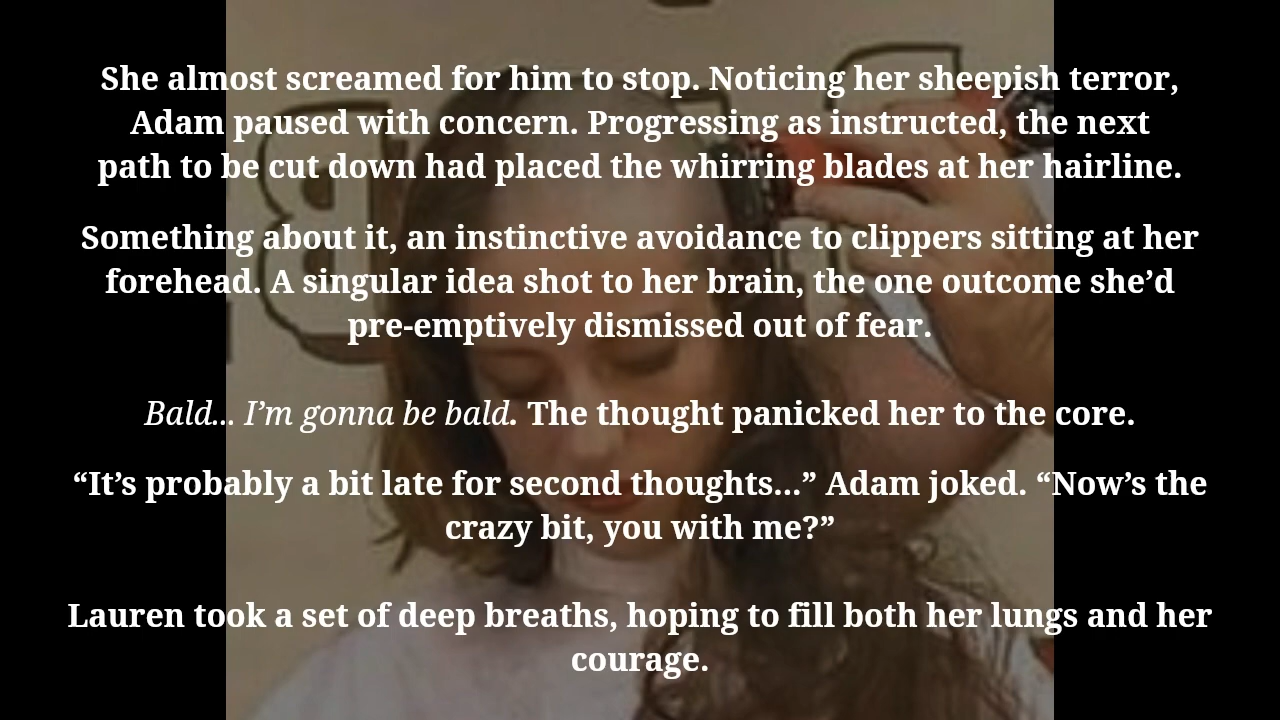 She almost screamed for him to stop. Noticing her sheepish terror,
Adam paused with concern. Progressing as instructed, the next
path to be cut down had placed the whirring blades at her hairline.
Something about it, an instinctive avoidance to clippers sitting at her
forehead. A singular idea shot to her brain, the one outcome she’d
pre-emptively dismissed out of fear.
Bald... I’m gonna be bald. The thought panicked her to the core.
“It’s probably a bit late for second thoughts...” Adam joked. “Now’s the
crazy bit, you with me?”
Lauren took a set of deep breaths, hoping to fill both her lungs and her
courage.